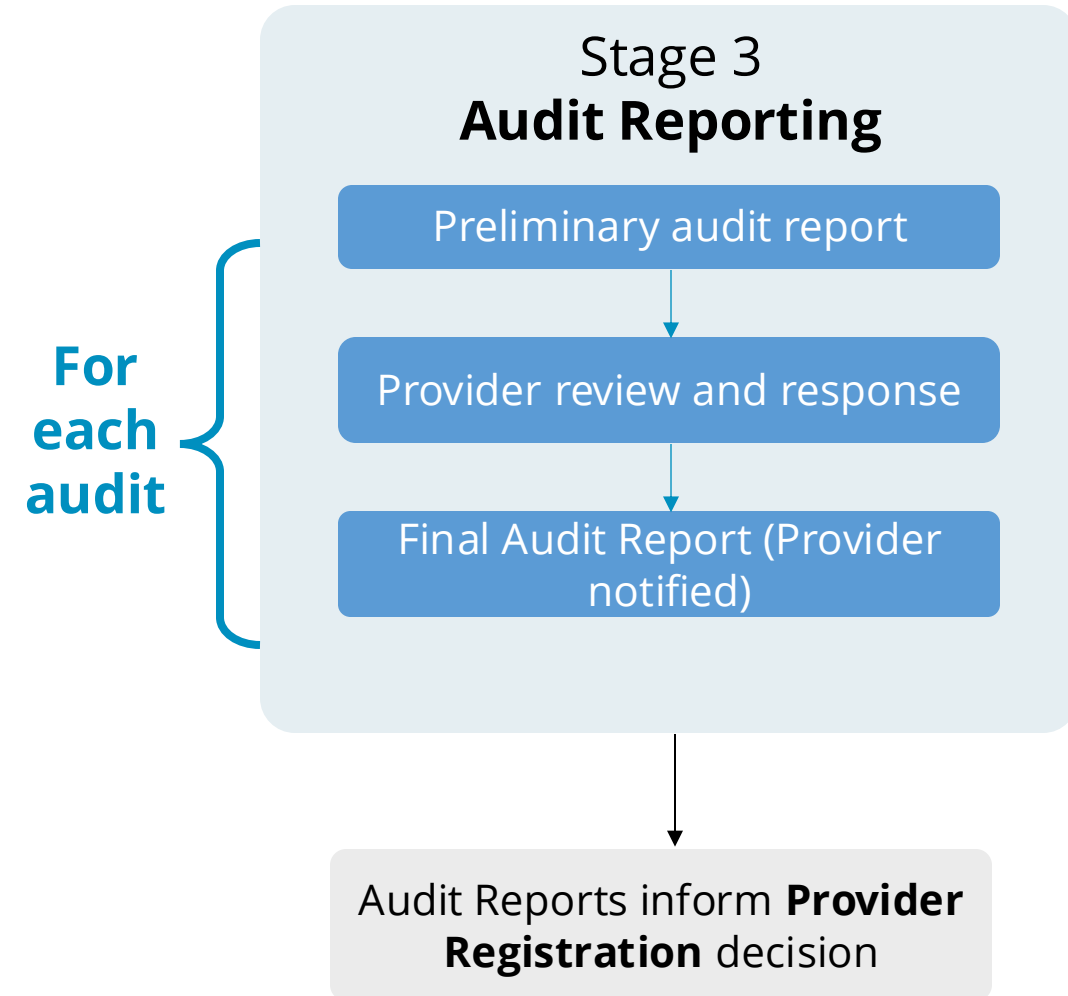 Stage 3
Audit Reporting
Preliminary audit report
For
each
audit
Provider review and response
Final Audit Report (Provider
notified)
Audit Reports inform Provider
Registration decision